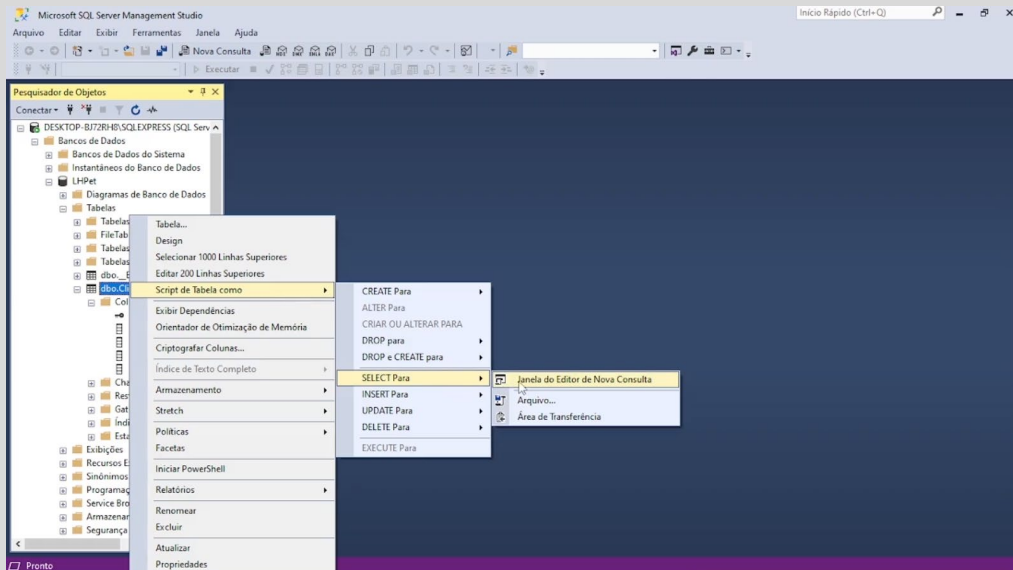 Microsoft SQL Server Management Studio
Início Rápido (Ctrl+Q)
Arquivo Editar Exibir Ferramentas Janela Ajuda
Nova Consulta
Executar
Pesquisador de Objetos
Conectar
DESKTOP-BJ72RH8\SQLEXPRESS (SQL Serv
Bancos de Dados
Bancos de Dados do Sistema
Instantâneos do Banco de Dados
LHPet
Diagramas de Banco de Dados
Tabelas
Tabelas
FileTab
Tabelas
Tabelas
dbo.__E
dbo.Cli
Col
Cha
Res
Gat
Índi
Esta
Exibições
Recursos E
Sinônimos
Programaç
Service Bro
Armazenar
Segurança
Tabela...
Design
Selecionar 1000 Linhas Superiores
Editar 200 Linhas Superiores
Script de Tabela como
Exibir Dependências
Orientador de Otimização de Memória
Criptografar Colunas...
Índice de Texto Completo
Armazenamento
Stretch
Políticas
Facetas
Iniciar PowerShell
Relatórios
Renomear
Excluir
Atualizar
Propriedades
CREATE Para
ALTER Para
CRIAR OU ALTERAR PARA
DROP para
DROP e CREATE para
SELECT Para
INSERT Para
UPDATE Para
DELETE Para
EXECUTE Para
Janela do Editor de Nova Consulta
Arquivo...
Área de Transferência
Pronto